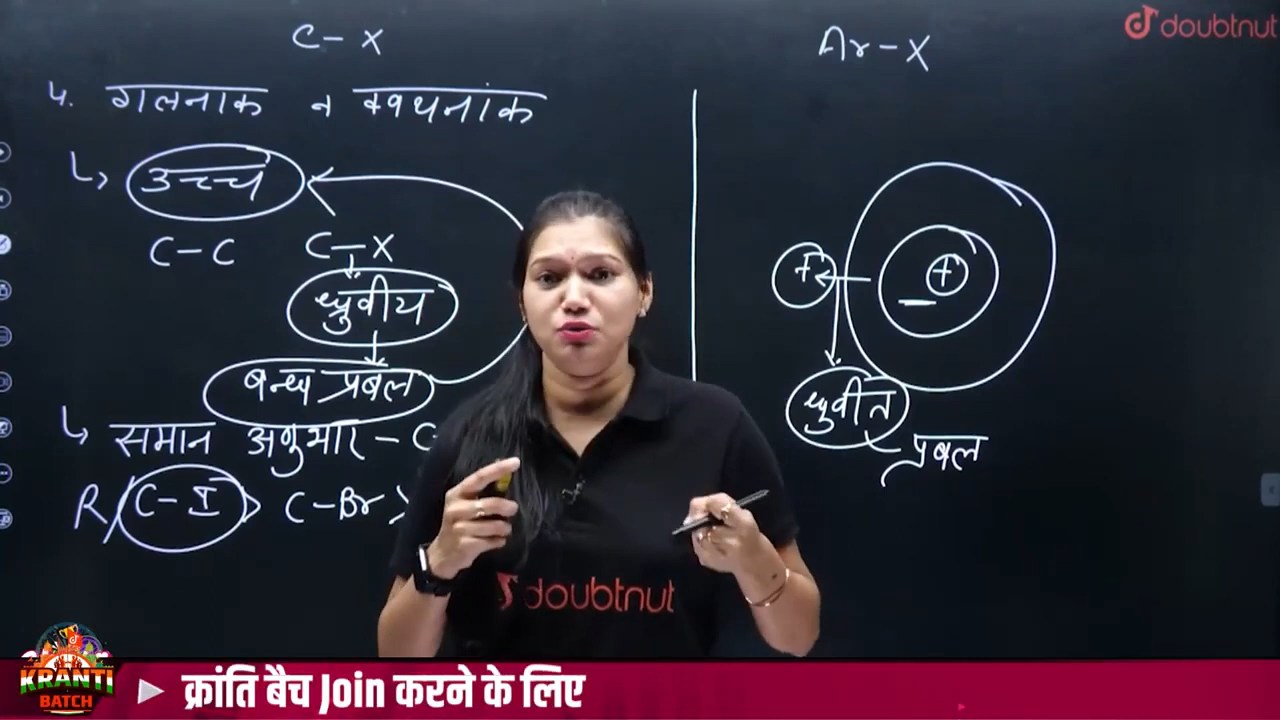 doubtnut
C - X
Ar - X
4. गलनांक व क्वथनांक
↳ उच्च
C - C C - X
ध्रुवीय
बन्ध प्रबल
↳ समान अणुभार - C
R C - I > C - Br >
+
+
-
ध्रुवीत
प्रबल
doubtnut
KRANTI
BATCH
क्रांति बैच Join करने के लिए